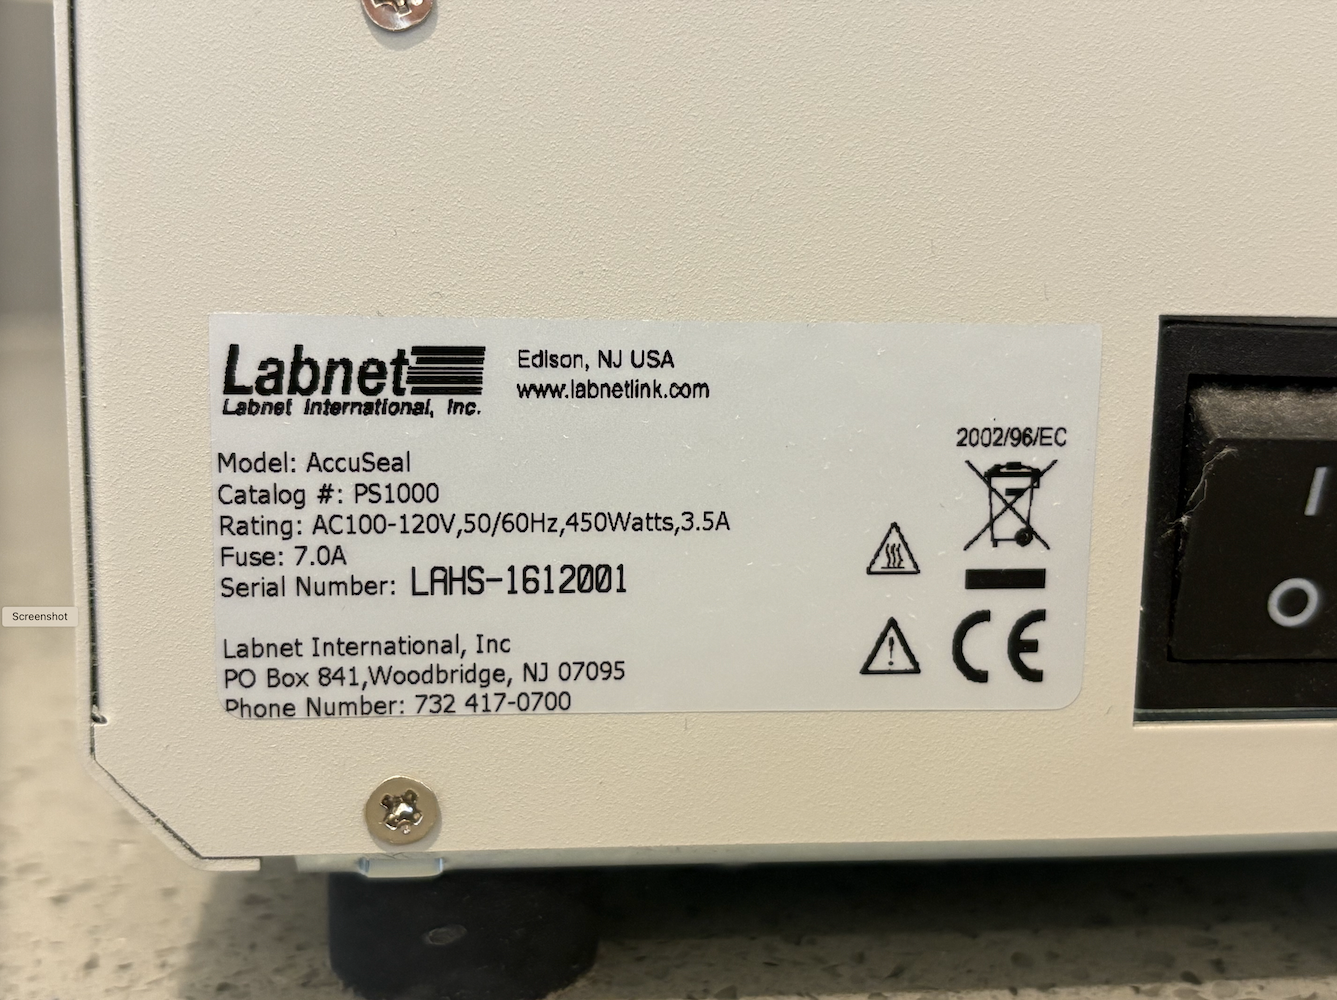 Labnet
Labnet International, Inc.
Edison, NJ USA
www.labnetlink.com
Model: AccuSeal
Catalog #: PS1000
Rating: AC100-120V,50/60Hz,450Watts,3.5A
Fuse: 7.0A
Serial Number: LAHS-1612001
Labnet International, Inc
PO Box 841,Woodbridge, NJ 07095
Phone Number: 732 417-0700
2002/96/EC
CE
I
O
Screenshot